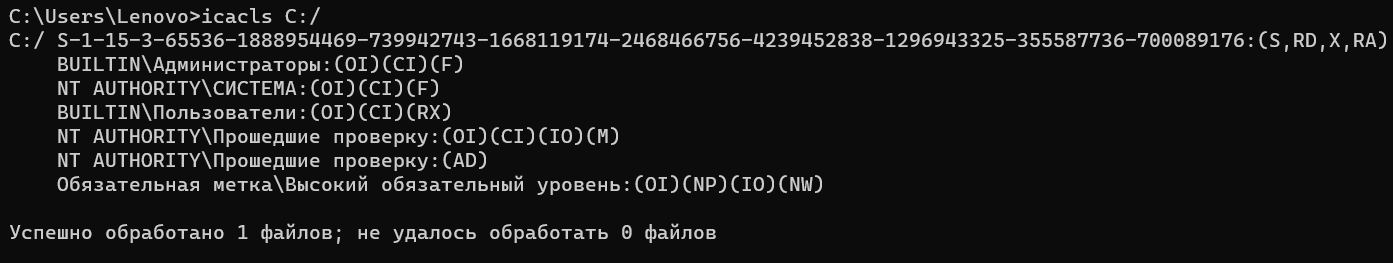 C:\Users\Lenovo>icacls C:/
C:/ S-1-15-3-65536-1888954469-739942743-1668119174-2468466756-4239452838-1296943325-355587736-700089176:(S,RD,X,RA)
BUILTIN\Администраторы:(OI)(CI)(F)
NT AUTHORITY\СИСТЕМА:(OI)(CI)(F)
BUILTIN\Пользователи:(OI)(CI)(RX)
NT AUTHORITY\Прошедшие проверку:(OI)(CI)(IO)(M)
NT AUTHORITY\Прошедшие проверку:(AD)
Обязательная метка\Высокий обязательный уровень:(OI)(NP)(IO)(NW)
Успешно обработано 1 файлов; не удалось обработать 0 файлов